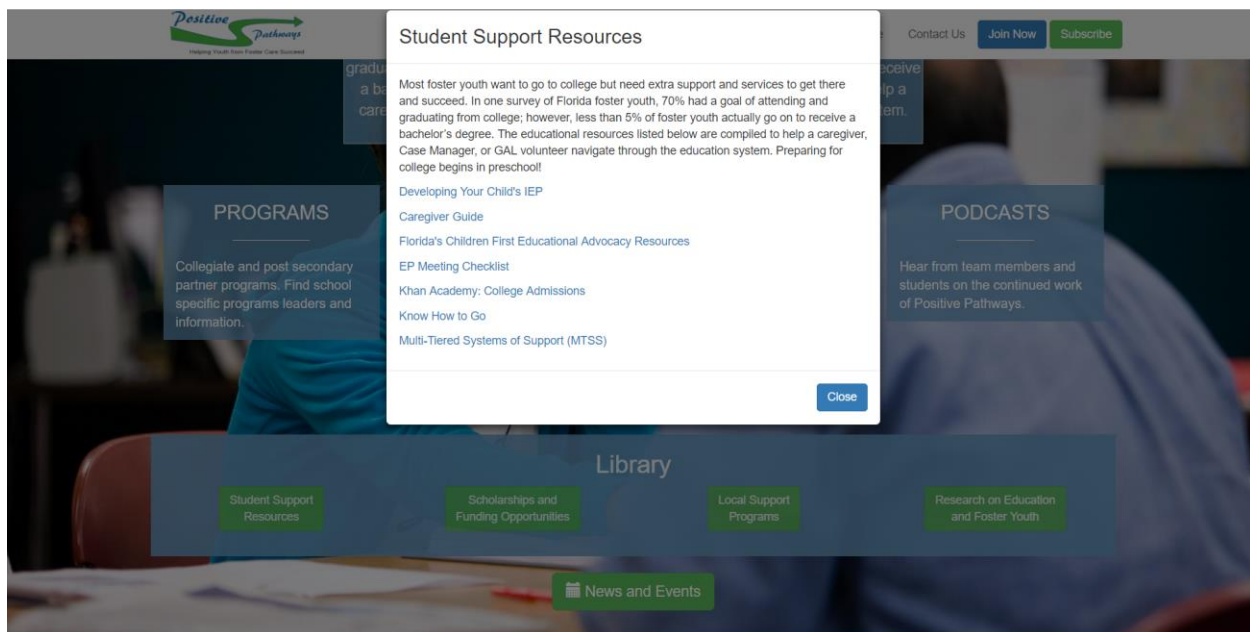 Positive
Pathways
Helping Youth from Foster Care Succeed
Contact Us
Join Now
Subscribe
Student Support Resources
Most foster youth want to go to college but need extra support and services to get there
and succeed. In one survey of Florida foster youth, 70% had a goal of attending and
graduating from college; however, less than 5% of foster youth actually go on to receive a
bachelor's degree. The educational resources listed below are compiled to help a caregiver,
Case Manager, or GAL volunteer navigate through the education system. Preparing for
college begins in preschool!
Developing Your Child's IEP
Caregiver Guide
Florida's Children First Educational Advocacy Resources
EP Meeting Checklist
Khan Academy: College Admissions
Know How to Go
Multi-Tiered Systems of Support (MTSS)
Close
PROGRAMS
Collegiate and post secondary
partner programs. Find school
specific programs leaders and
information.
PODCASTS
Hear from team members and
students on the continued work
of Positive Pathways.
Library
Student Support
Resources
Scholarships and
Funding Opportunities
Local Support
Programs
Research on Education
and Foster Youth
News and Events